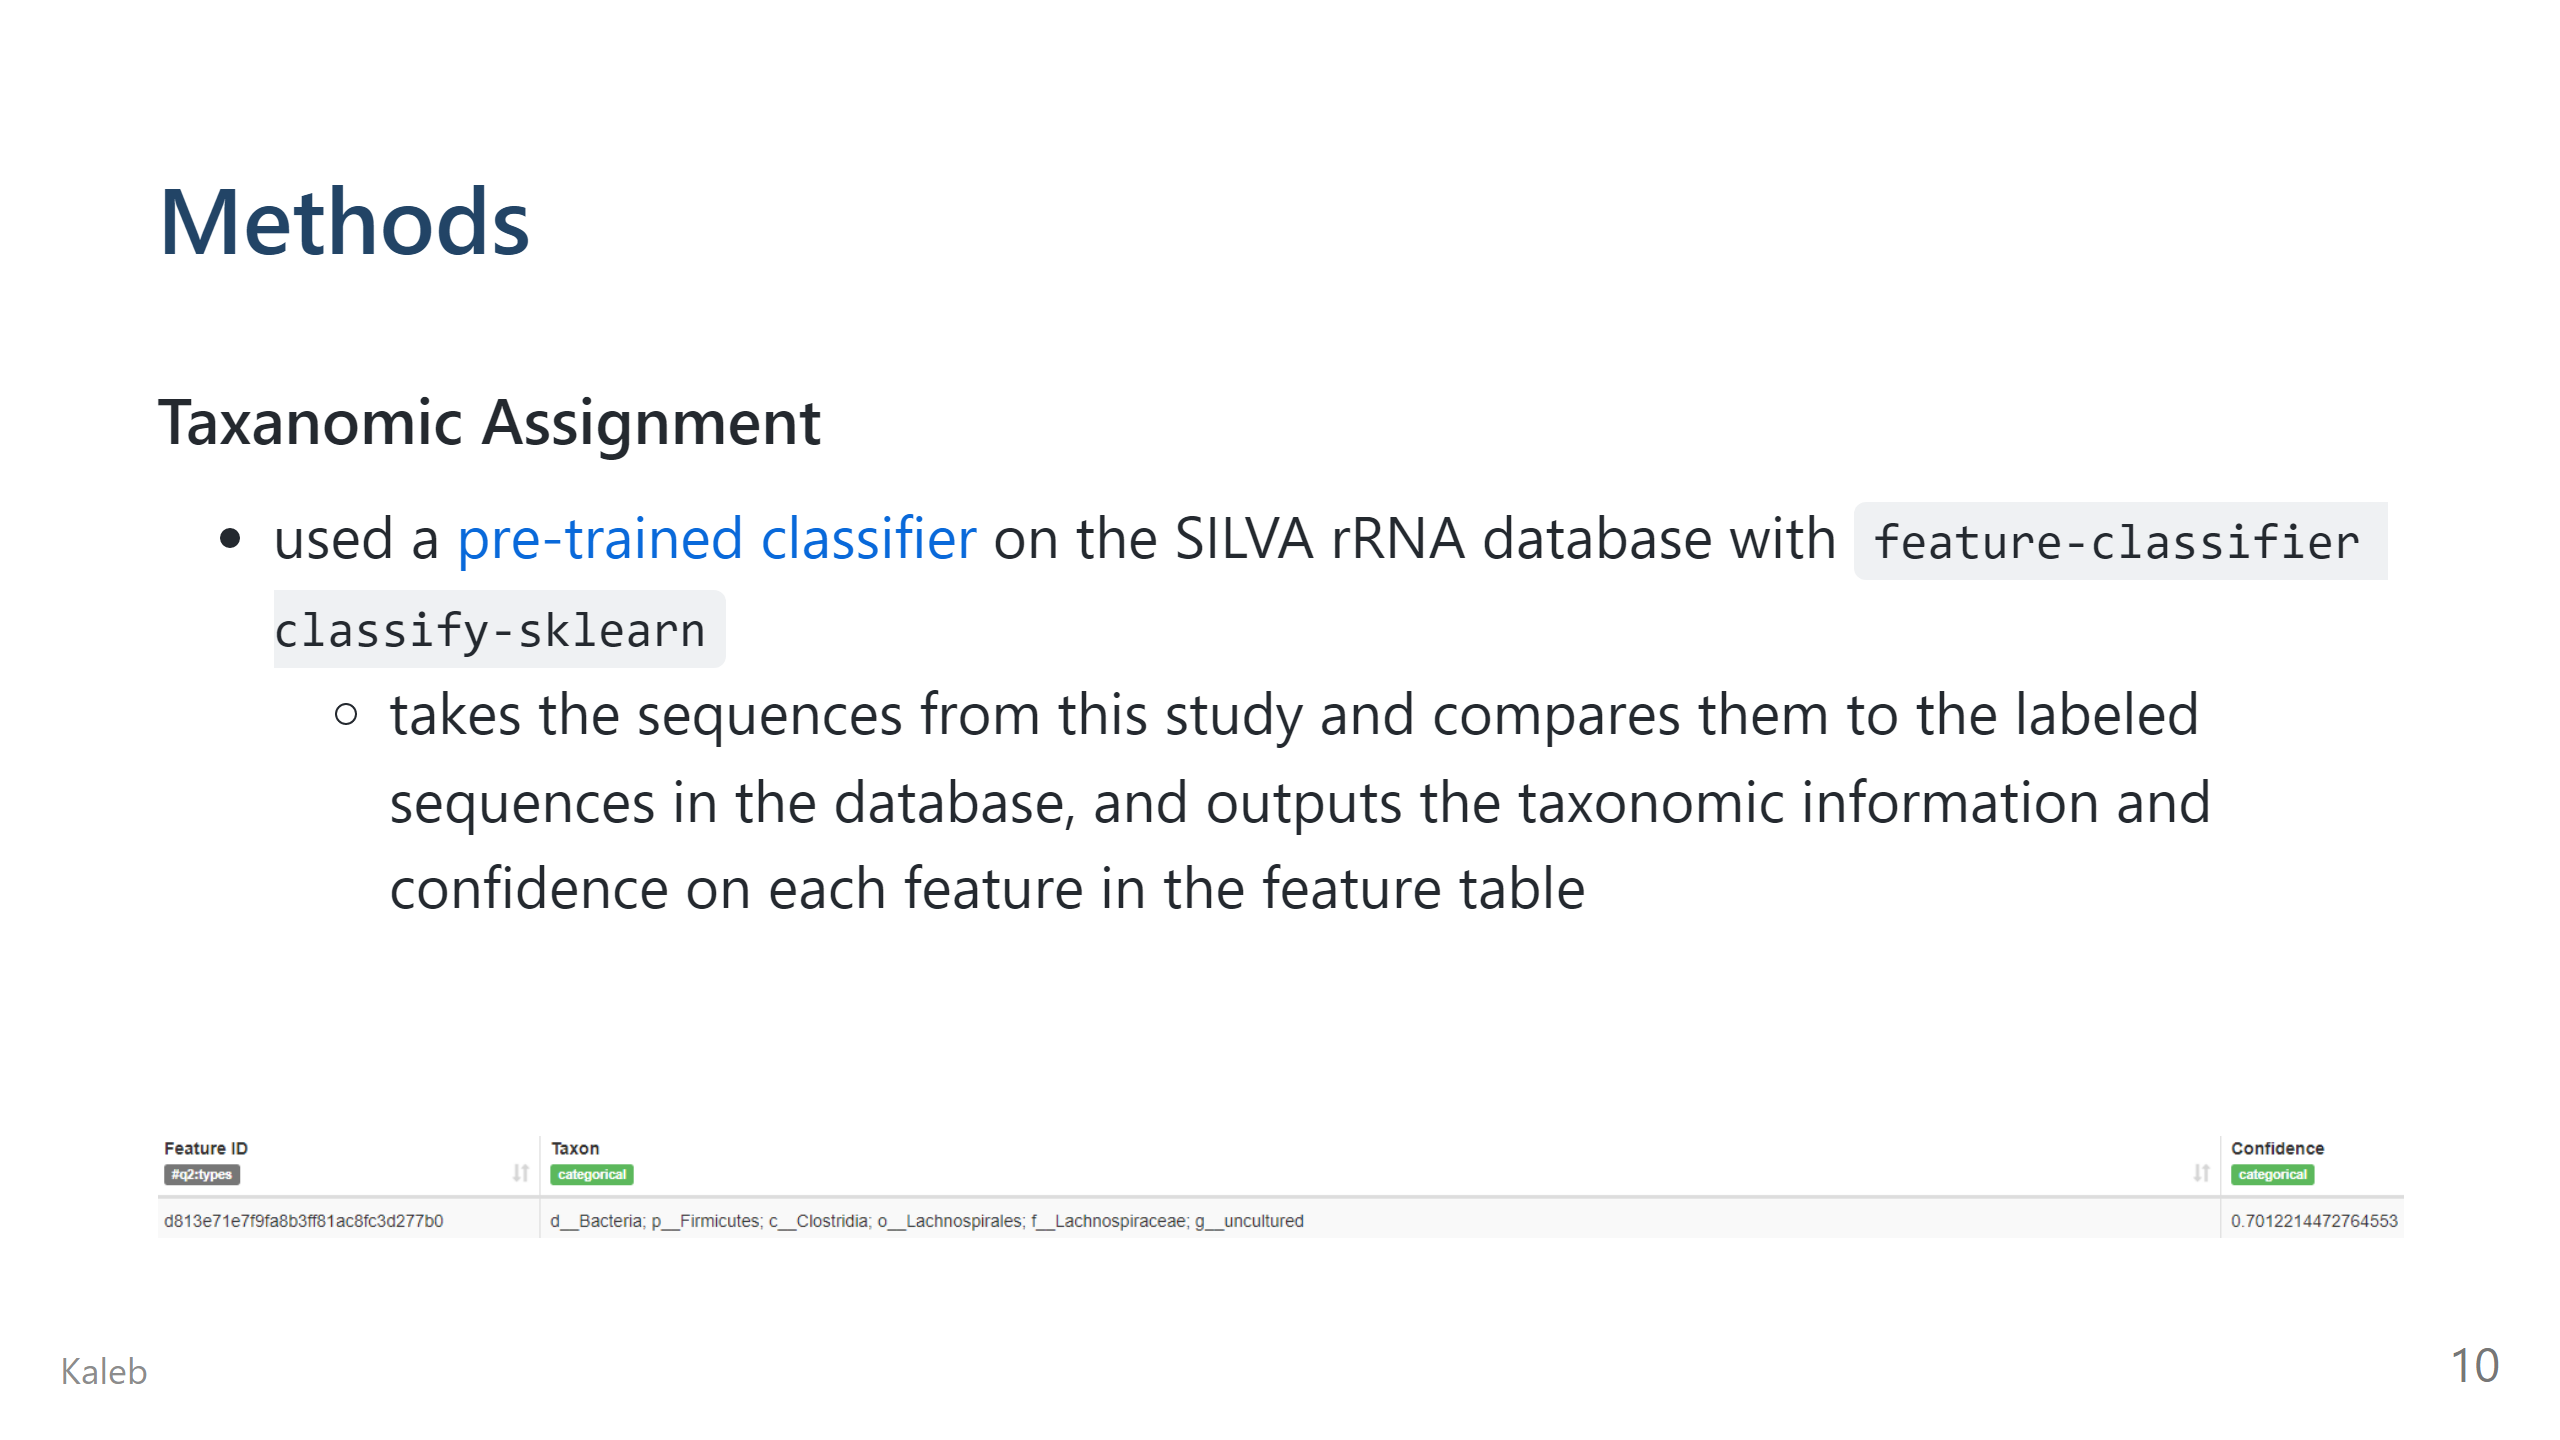 Methods
Taxanomic Assignment
used a pre-trained classifier on the SILVA rRNA database with feature-classifier
classify-sklearn
takes the sequences from this study and compares them to the labeled
sequences in the database, and outputs the taxonomic information and
confidence on each feature in the feature table
Feature ID Taxon Confidence
#q2:types categorical categorical
d813e71e7f9fa8b3ff81ac8fc3d277b0 d__Bacteria; p__Firmicutes; c__Clostridia; o__Lachnospirales; f__Lachnospiraceae; g__uncultured 0.7012214472764553
Kaleb 10